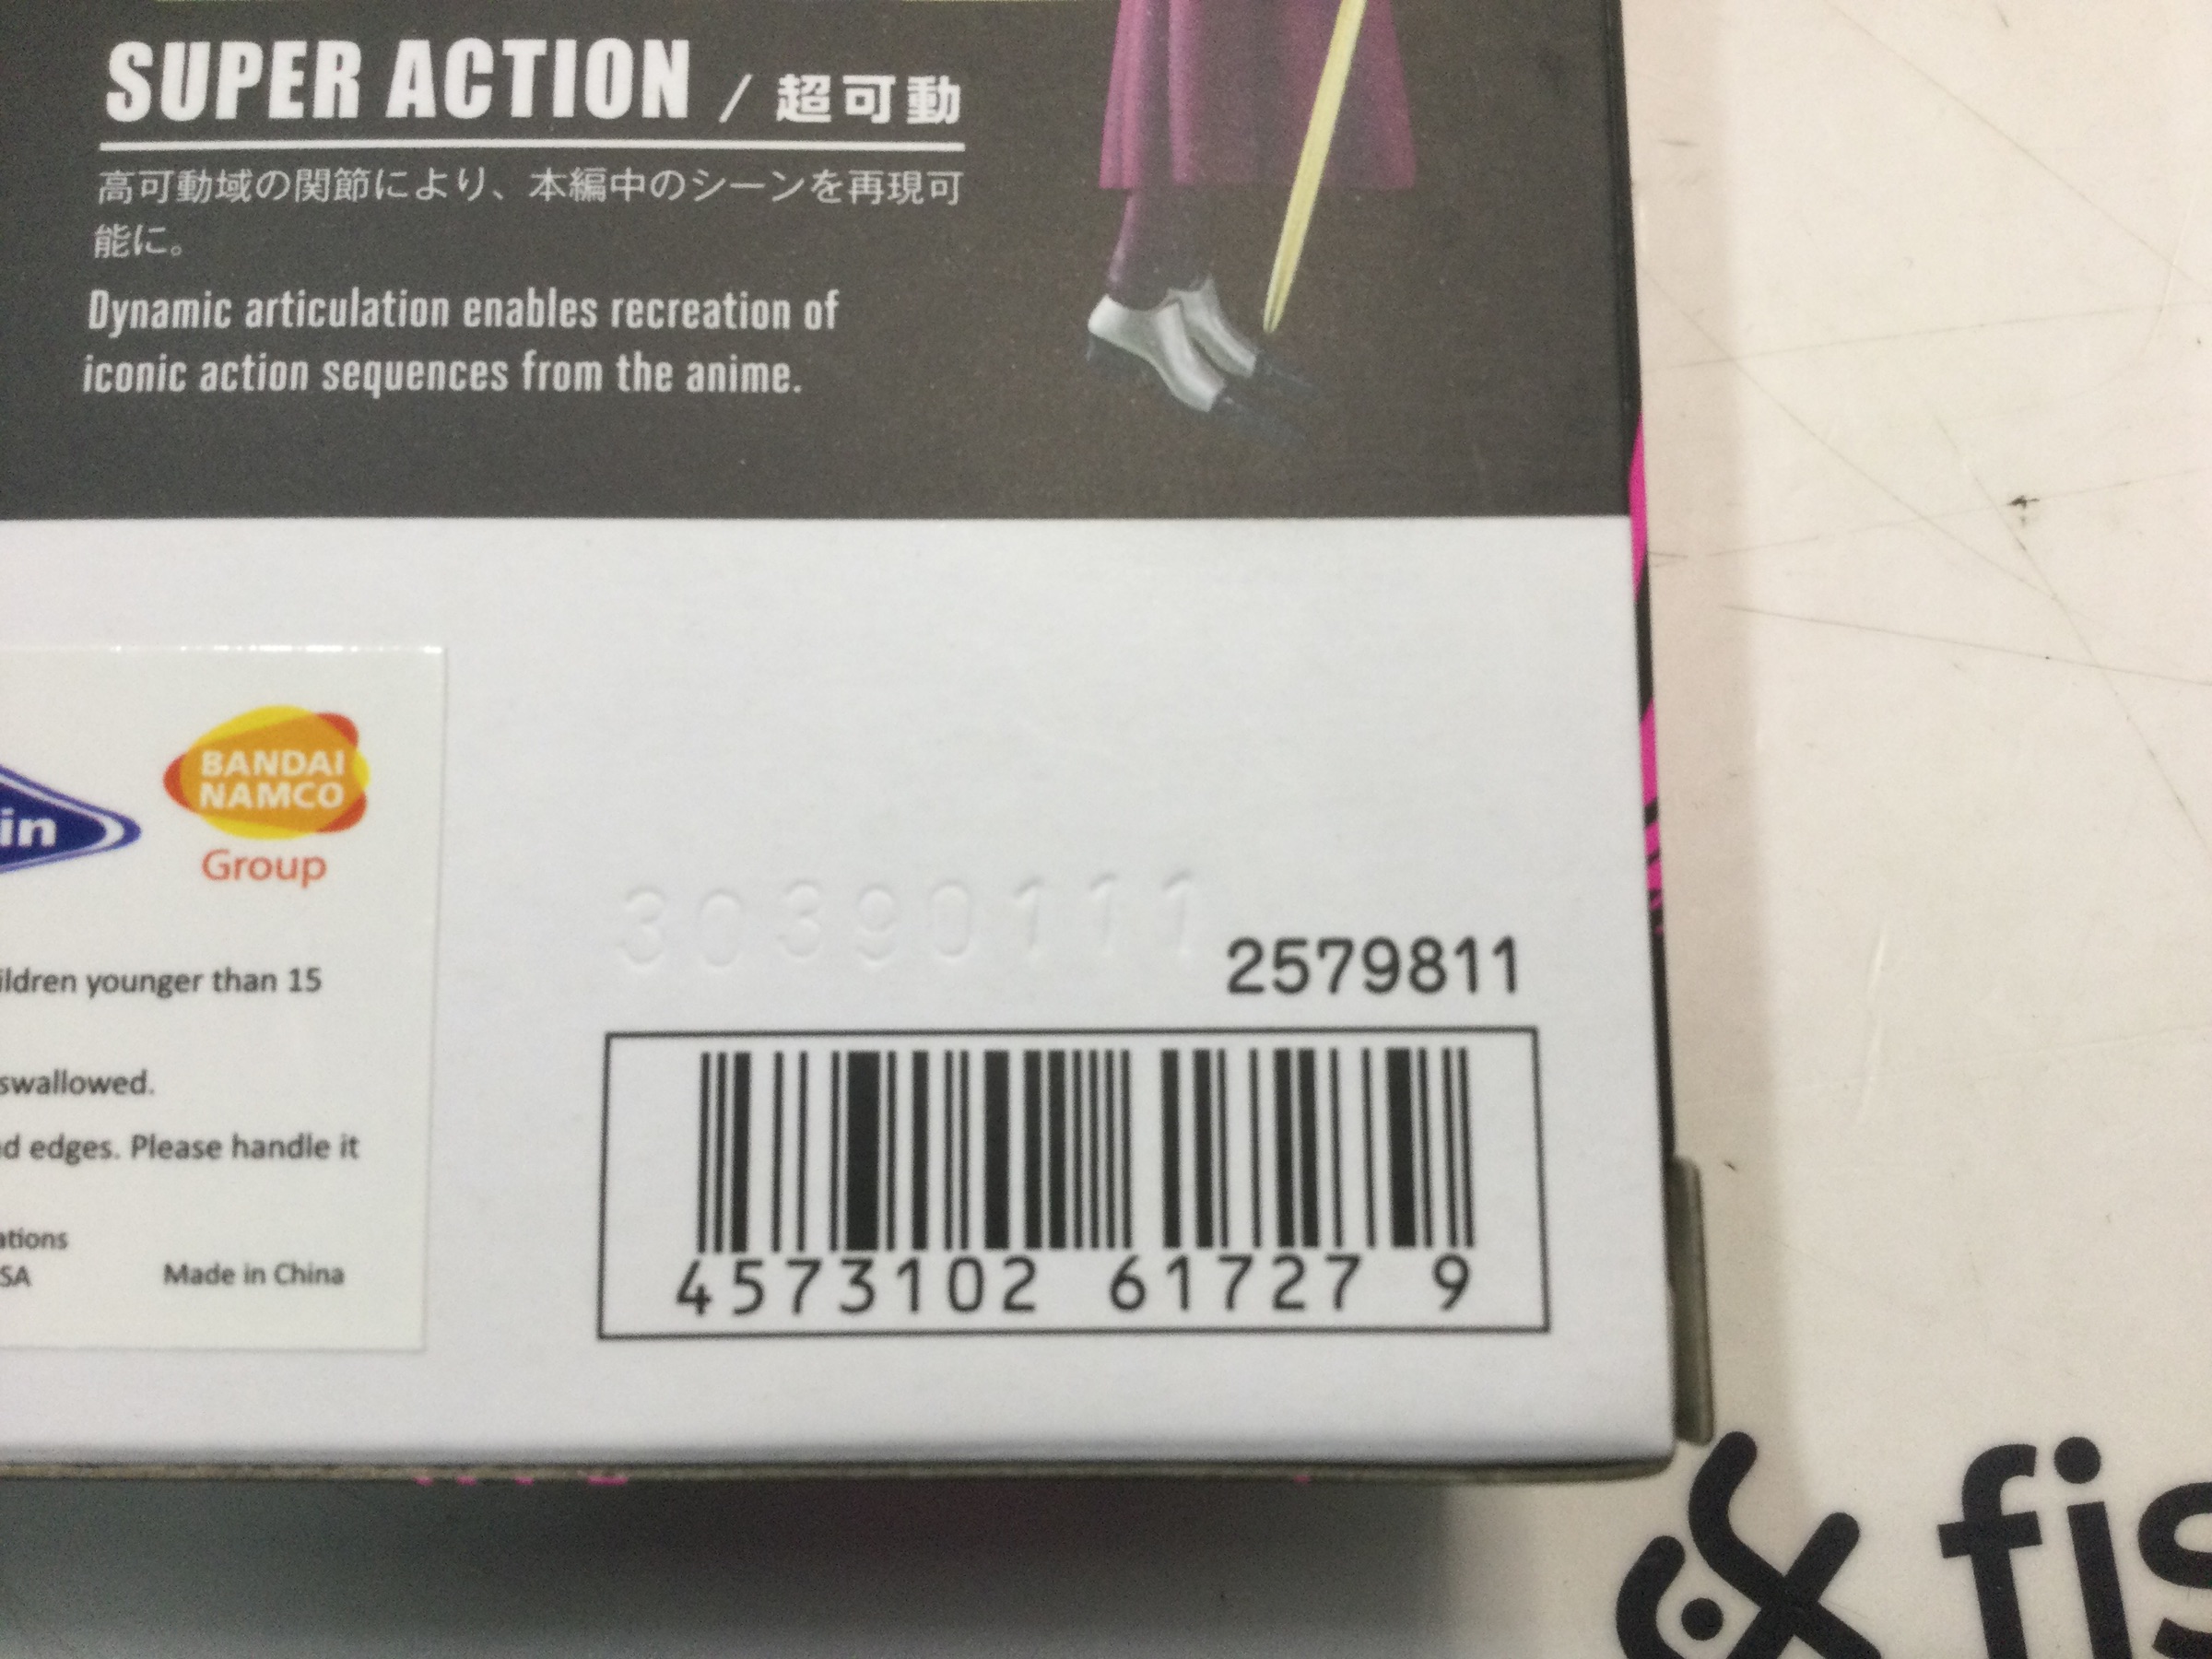 SUPER ACTION / 超可動
高可動域の関節により、本編中のシーンを再現可
能に。
Dynamic articulation enables recreation of
iconic action sequences from the anime.
in
BANDAI
NAMCO
Group
ildren younger than 15
swallowed.
d edges. Please handle it
ations
SA
Made in China
30390111
2579811
4573102 617279
fis